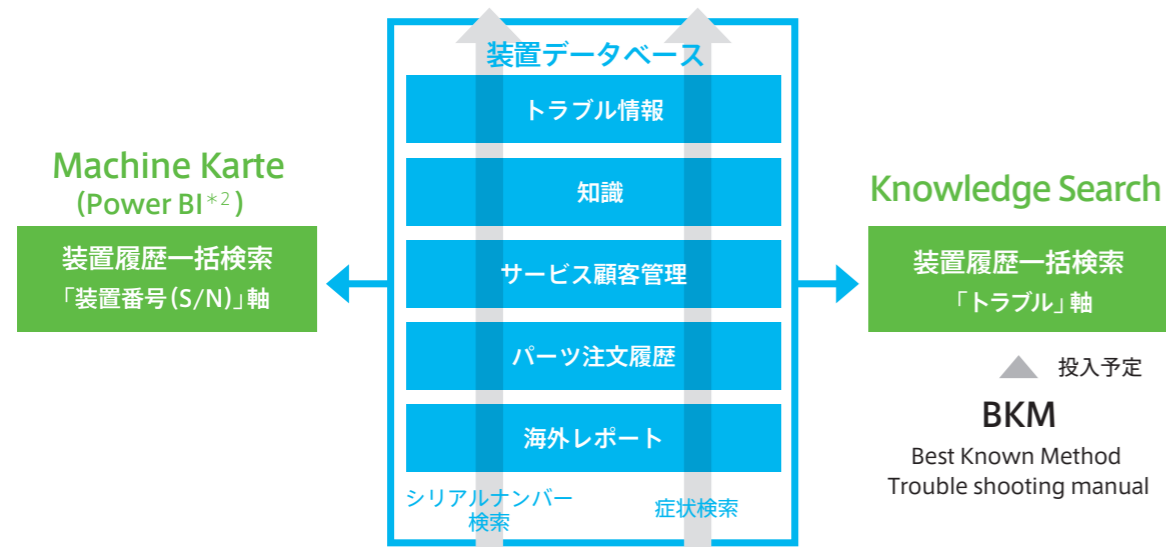 装置データベース
トラブル情報
知識
サービス顧客管理
パーツ注文履歴
海外レポート
シリアルナンバー
検索
症状検索
Machine Karte
(Power BI*2)
装置履歴一括検索
「装置番号(S/N)」軸
Knowledge Search
装置履歴一括検索
「トラブル」軸
投入予定
BKM
Best Known Method
Trouble shooting manual